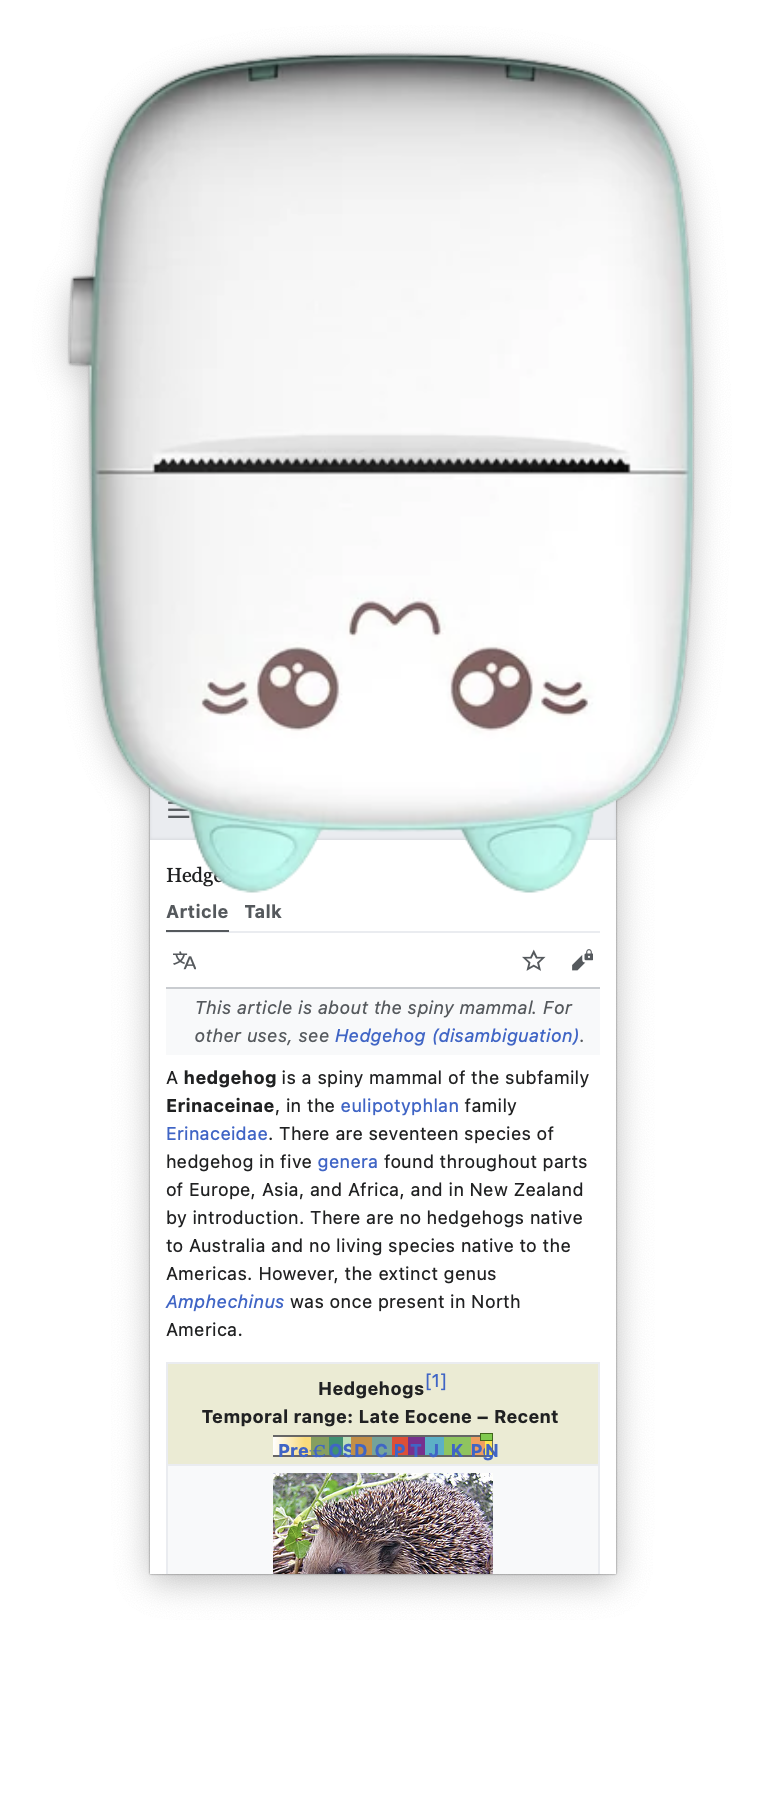 Hedge
Article Talk
This article is about the spiny mammal. For
other uses, see Hedgehog (disambiguation).
A hedgehog is a spiny mammal of the subfamily
Erinaceinae, in the eulipotyphlan family
Erinaceidae. There are seventeen species of
hedgehog in five genera found throughout parts
of Europe, Asia, and Africa, and in New Zealand
by introduction. There are no hedgehogs native
to Australia and no living species native to the
Americas. However, the extinct genus
Amphechinus was once present in North
America.
Hedgehogs[1]
Temporal range: Late Eocene – Recent
PreꞒ O S D C P T J K Pg N